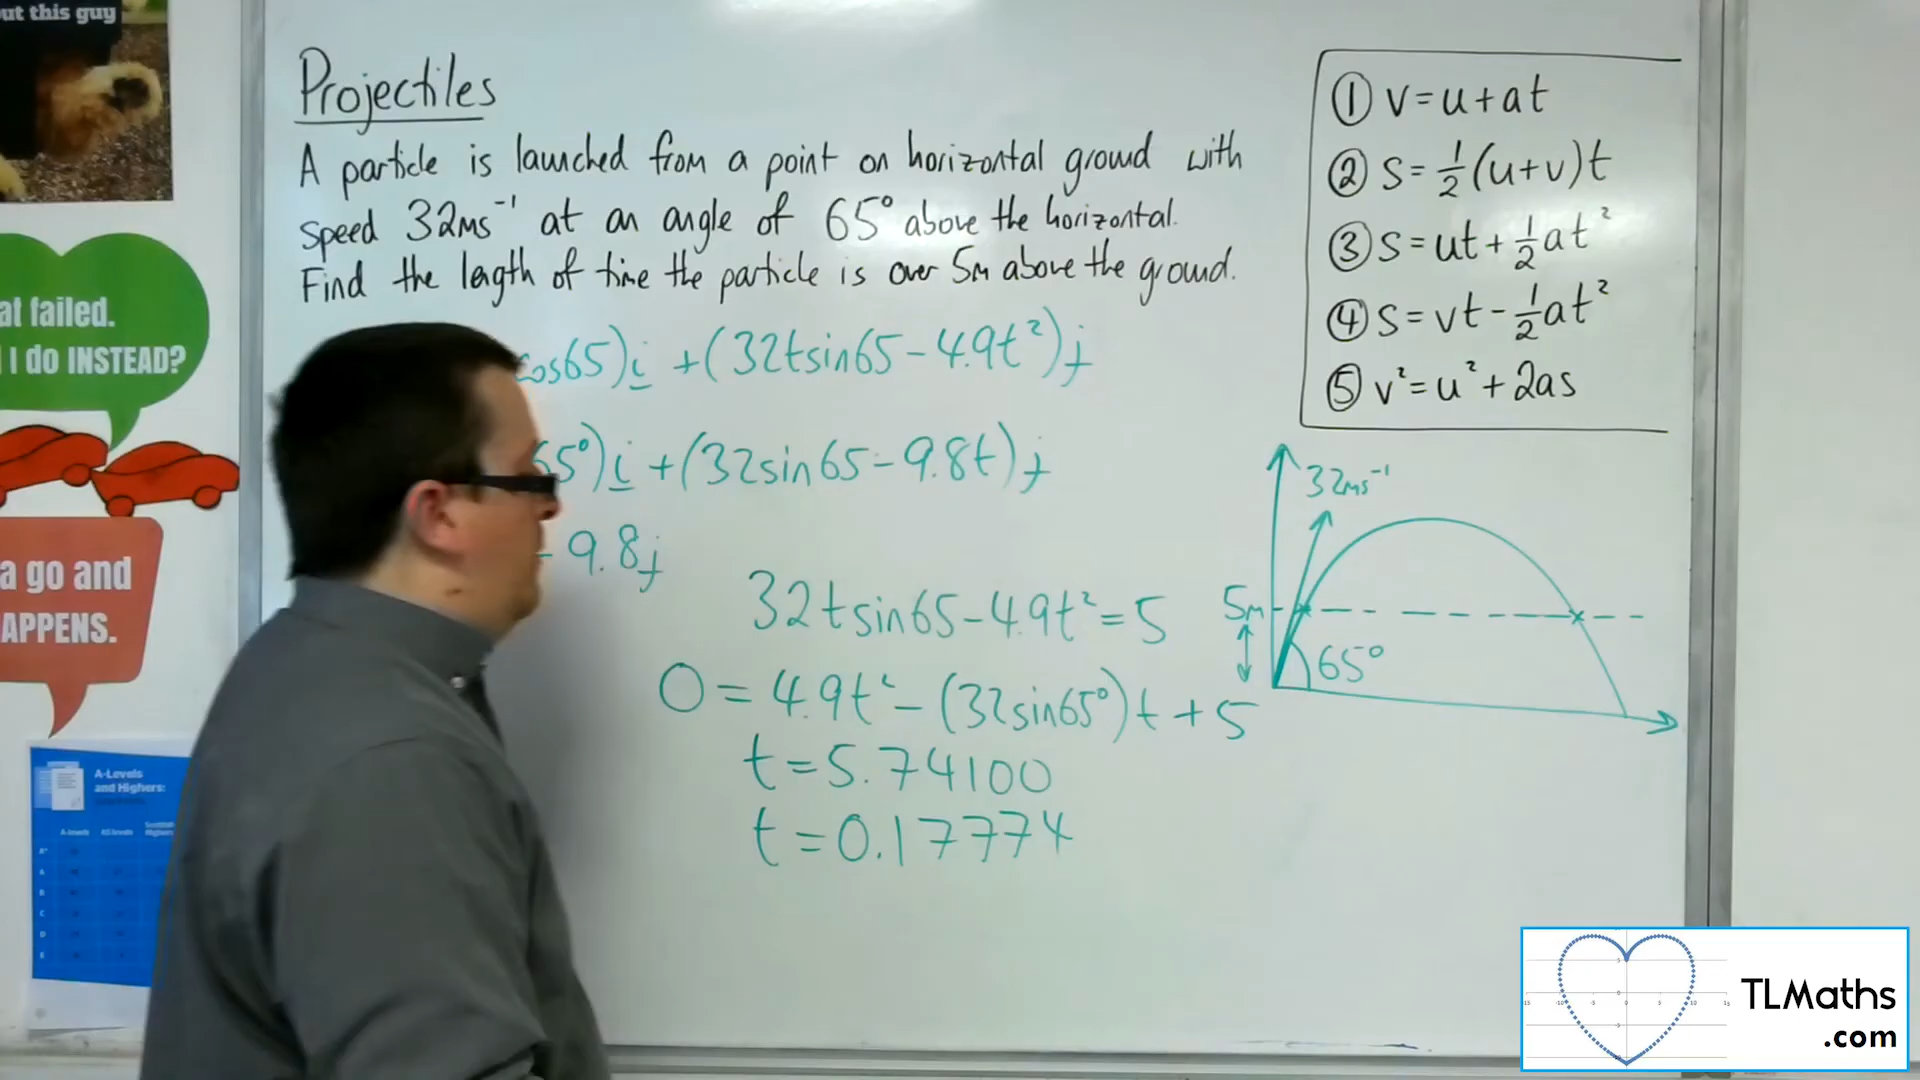 ut this guy
at failed.
I do INSTEAD?
a go and
APPENS.
A-Levels
and Highers:
Projectiles
A particle is launched from a point on horizontal ground with
speed 32ms⁻¹ at an angle of 65° above the horizontal.
Find the length of time the particle is over 5m above the ground.
cos65)i + (32tsin65 - 4.9t²)j
65°)i + (32sin65 - 9.8t)j
- 9.8j
32tsin65 - 4.9t² = 5
0 = 4.9t² - (32sin65°)t + 5
t = 5.74100
t = 0.17774
① v = u + at
② s = ½(u+v)t
③ s = ut + ½at²
④ s = vt - ½at²
⑤ v² = u² + 2as
32ms⁻¹
5m
65°
TLMaths
.com